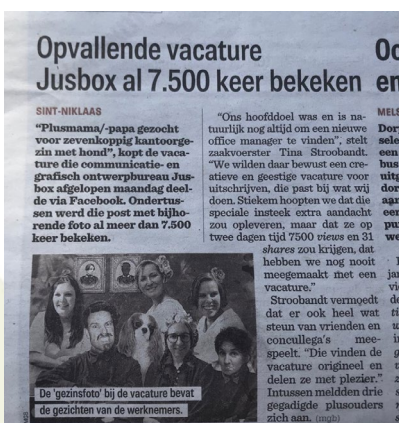 Opvallende vacature
Jusbox al 7.500 keer bekeken
SINT-NIKLAAS
"Plusmama/-papa gezocht
voor zevenkoppig kantoorge-
zin met hond", kopt de vaca-
ture die communicatie- en
grafisch ontwerpbureau Jus-
box afgelopen maandag deel-
de via Facebook. Ondertus-
sen werd die post met bijho-
rende foto al meer dan 7.500
keer bekeken.
"Ons hoofddoel was en is na-
tuurlijk nog altijd om een nieuwe
office manager te vinden", stelt
zaakvoerster Tina Stroobandt.
"We wilden daar bewust een cre-
atieve en geestige vacature voor
uitschrijven, die past bij wat wij
doen. Stiekem hoopten we dat die
speciale insteek extra aandacht
zou opleveren, maar dat ze op
twee dagen tijd 7500 views en 31
shares zou krijgen, dat
hebben we nog nooit
meegemaakt met een
vacature."
Stroobandt vermoedt
dat er ook heel wat
steun van vrienden en
concullega's mee-
speelt. "Die vinden de
vacature origineel en
delen ze met plezier."
Intussen meldden drie
gegadigde plusouders
zich aan. (mgb)
De 'gezinsfoto' bij de vacature bevat
de gezichten van de werknemers.